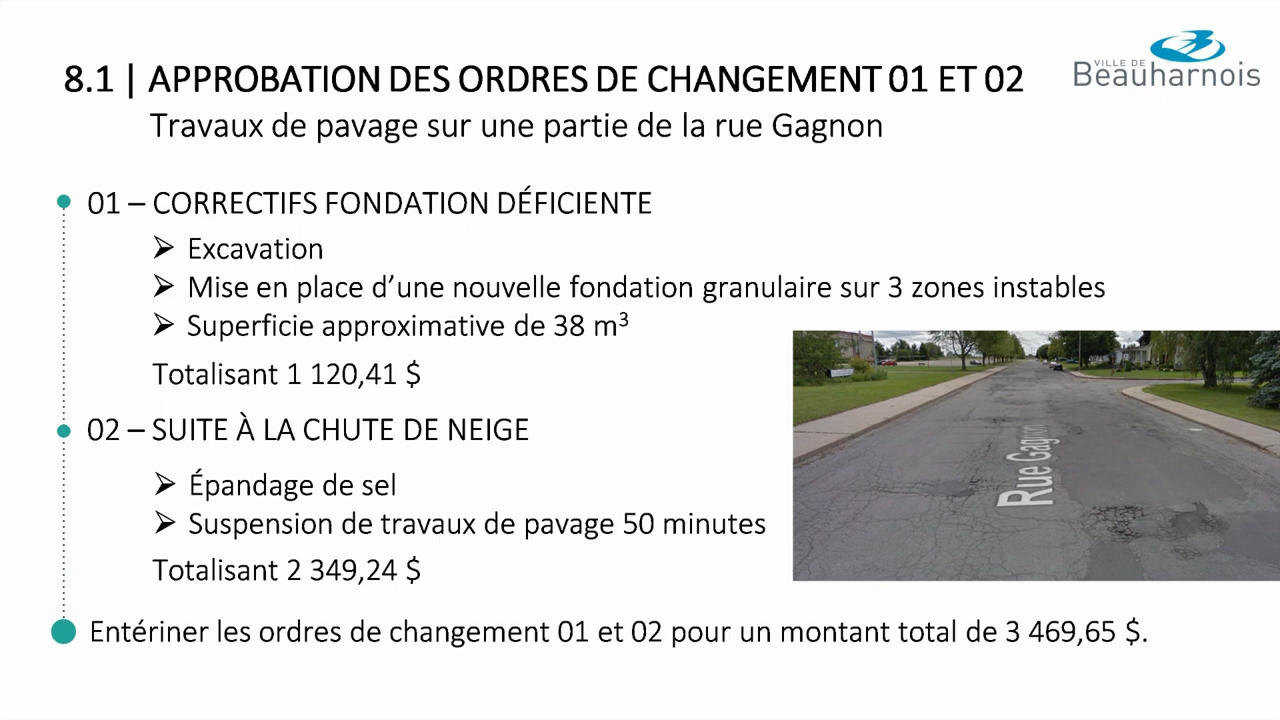 8.1 | APPROBATION DES ORDRES DE CHANGEMENT 01 ET 02
VILLE DE
Beauharnois
Travaux de pavage sur une partie de la rue Gagnon
01 – CORRECTIFS FONDATION DÉFICIENTE
➢ Excavation
➢ Mise en place d’une nouvelle fondation granulaire sur 3 zones instables
➢ Superficie approximative de 38 m³
Totalisant 1 120,41 $
02 – SUITE À LA CHUTE DE NEIGE
➢ Épandage de sel
➢ Suspension de travaux de pavage 50 minutes
Totalisant 2 349,24 $
Rue Gagnon
Entériner les ordres de changement 01 et 02 pour un montant total de 3 469,65 $.